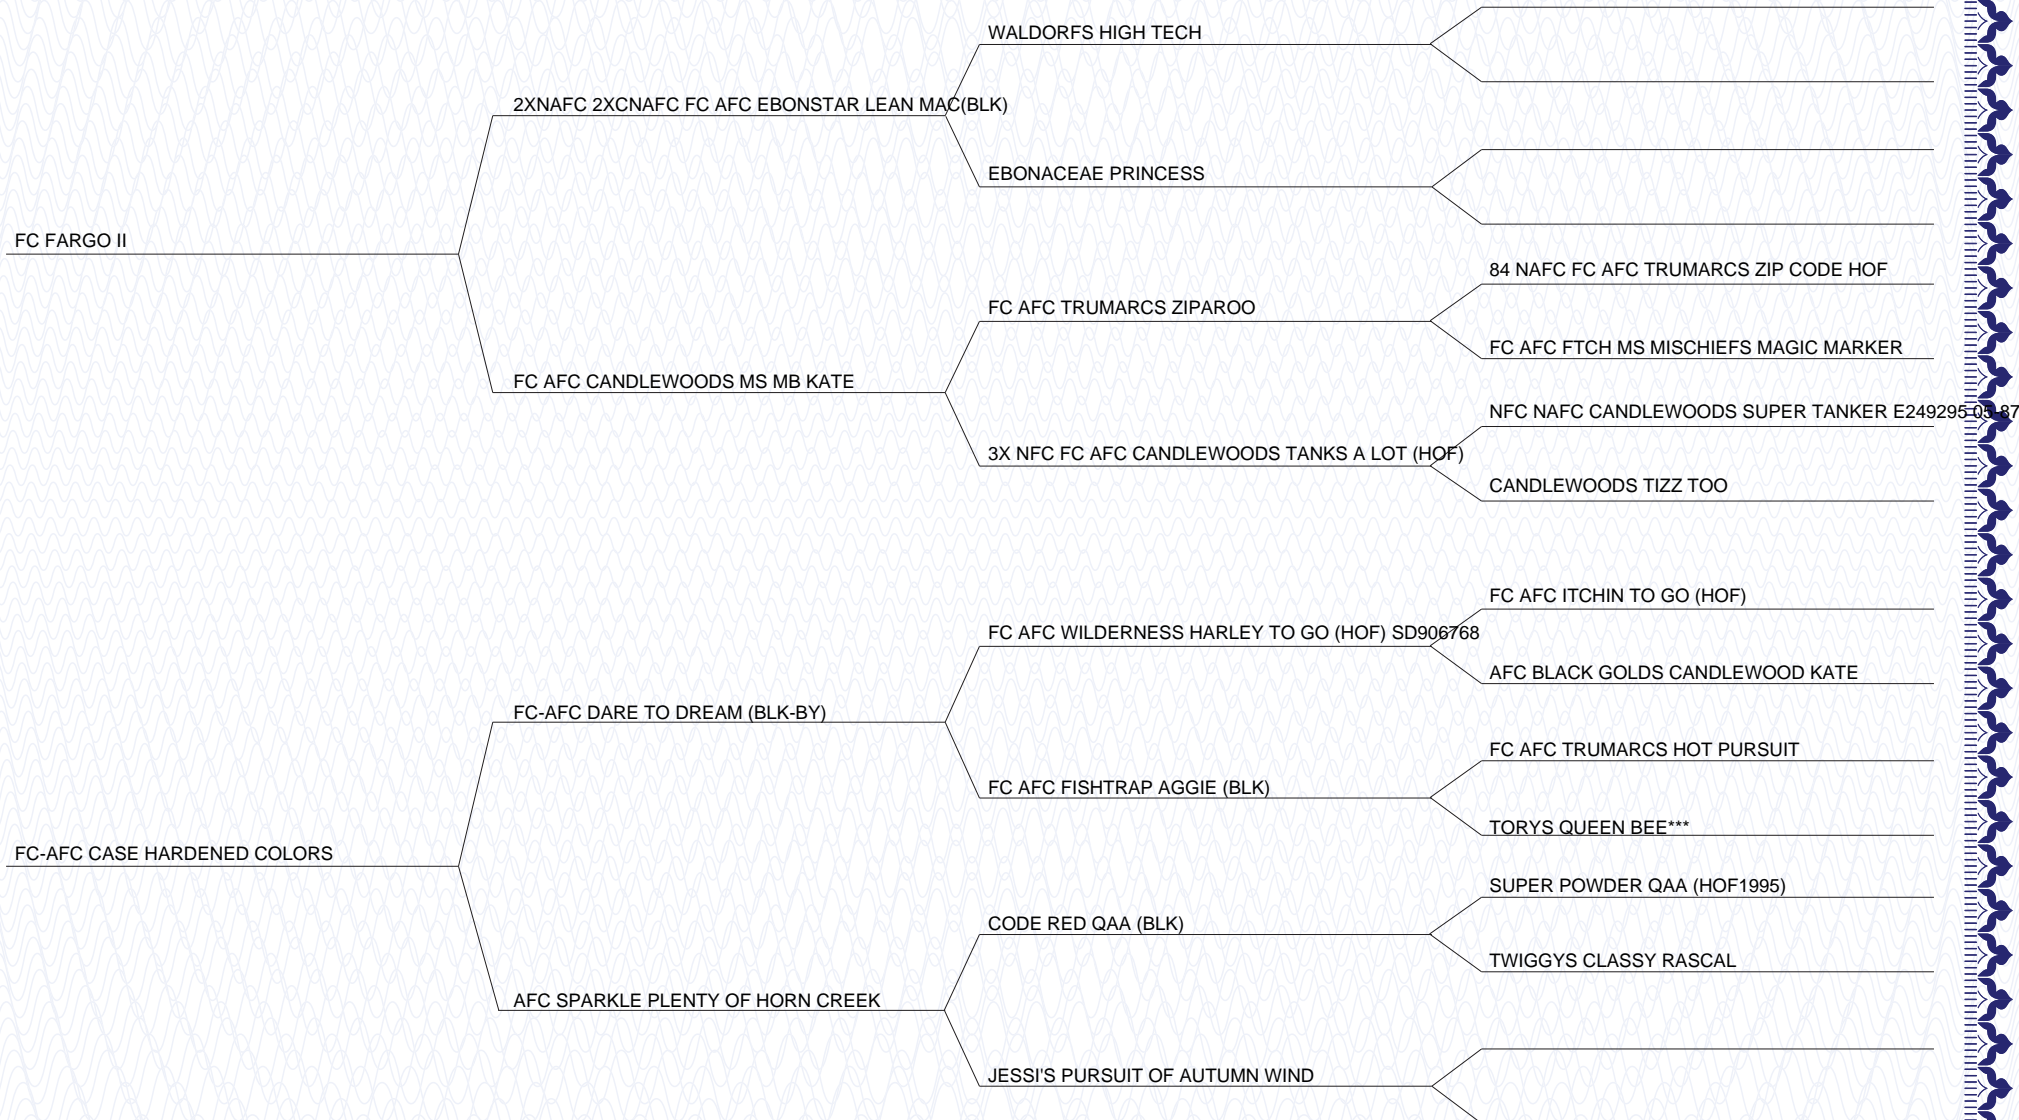 WALDORFS HIGH TECH
2XNAFC 2XCNAFC FC AFC EBONSTAR LEAN MAC(BLK)
EBONACEAE PRINCESS
FC FARGO II
84 NAFC FC AFC TRUMARCS ZIP CODE HOF
FC AFC TRUMARCS ZIPAROO
FC AFC FTCH MS MISCHIEFS MAGIC MARKER
FC AFC CANDLEWOODS MS MB KATE
NFC NAFC CANDLEWOODS SUPER TANKER E249295 05-87
3X NFC FC AFC CANDLEWOODS TANKS A LOT (HOF)
CANDLEWOODS TIZZ TOO
FC AFC ITCHIN TO GO (HOF)
FC AFC WILDERNESS HARLEY TO GO (HOF) SD906768
AFC BLACK GOLDS CANDLEWOOD KATE
FC-AFC DARE TO DREAM (BLK-BY)
FC AFC TRUMARCS HOT PURSUIT
FC AFC FISHTRAP AGGIE (BLK)
TORYS QUEEN BEE***
FC-AFC CASE HARDENED COLORS
SUPER POWDER QAA (HOF1995)
CODE RED QAA (BLK)
TWIGGYS CLASSY RASCAL
AFC SPARKLE PLENTY OF HORN CREEK
JESSI'S PURSUIT OF AUTUMN WIND